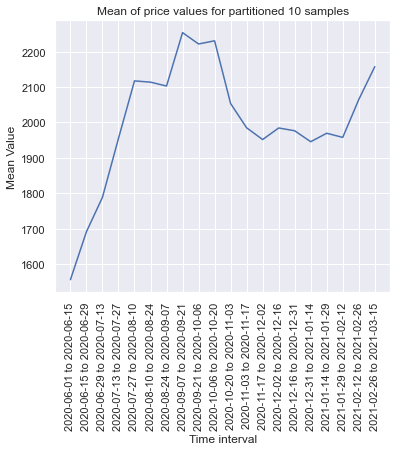 Mean of price values for partitioned 10 samples
2200
2100
2000
1900
1800
1700
1600
Mean Value
2020-06-01 to 2020-06-15
2020-06-15 to 2020-06-29
2020-06-29 to 2020-07-13
2020-07-13 to 2020-07-27
2020-07-27 to 2020-08-10
2020-08-10 to 2020-08-24
2020-08-24 to 2020-09-07
2020-09-07 to 2020-09-21
2020-09-21 to 2020-10-06
2020-10-06 to 2020-10-20
2020-10-20 to 2020-11-03
2020-11-03 to 2020-11-17
2020-11-17 to 2020-12-02
2020-12-02 to 2020-12-16
2020-12-16 to 2020-12-31
2020-12-31 to 2021-01-14
2021-01-14 to 2021-01-29
2021-01-29 to 2021-02-12
2021-02-12 to 2021-02-26
2021-02-26 to 2021-03-15
Time interval